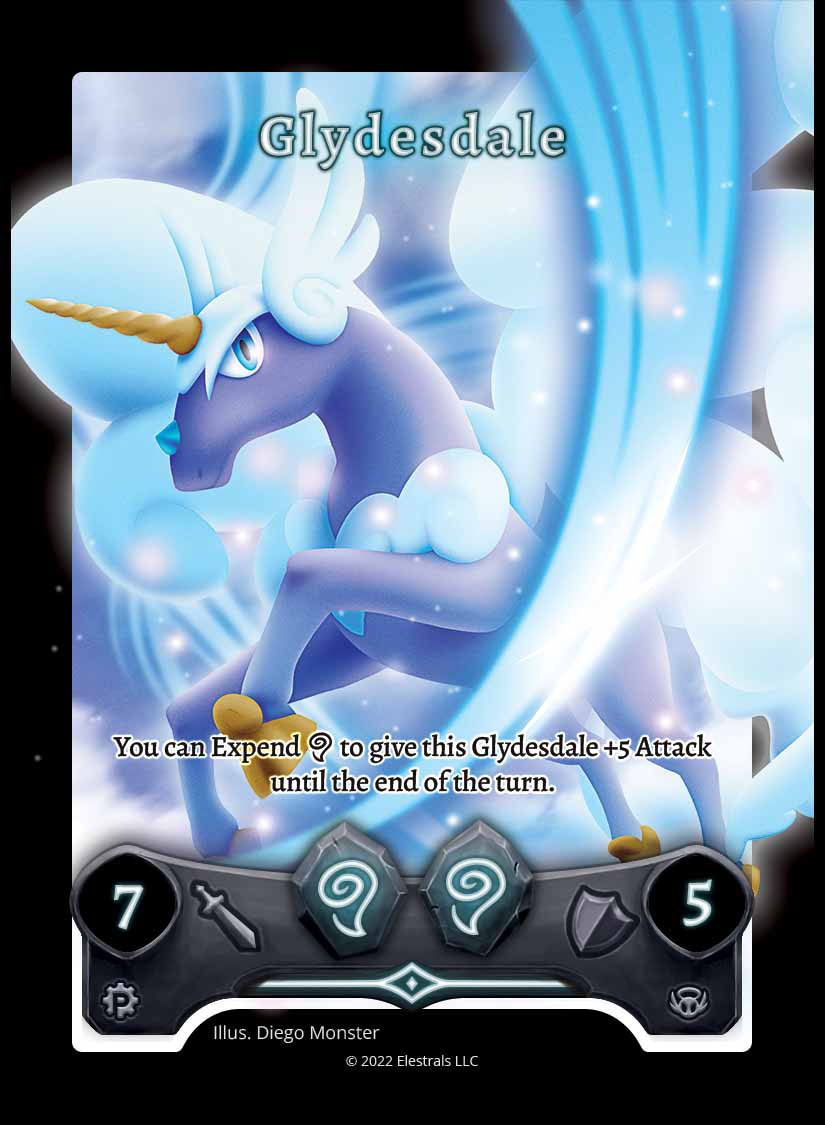 Glydesdale
You can Expend to give this Glydesdale +5 Attack
until the end of the turn.
7
5
P
Illus. Diego Monster
© 2022 Elestrals LLC